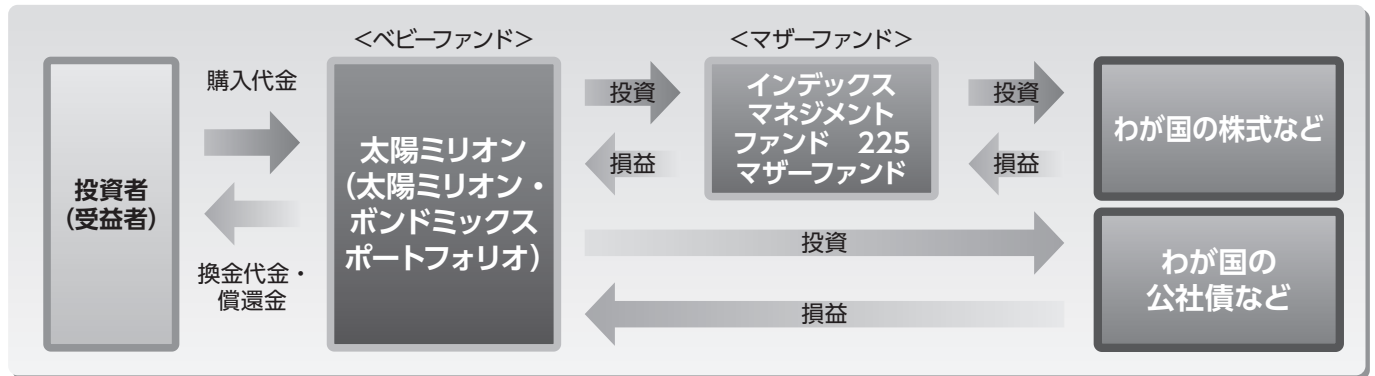 投資者
（受益者）
購入代金
換金代金・
償還金
＜ベビーファンド＞
太陽ミリオン
（太陽ミリオン・
ボンドミックス
ポートフォリオ）
投資
損益
＜マザーファンド＞
インデックス
マネジメント
ファンド　225
マザーファンド
投資
損益
わが国の株式など
投資
損益
わが国の
公社債など